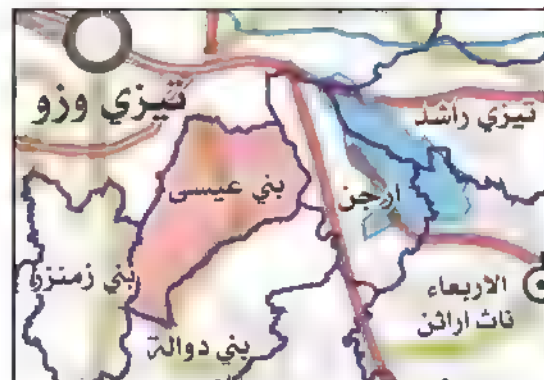 تيزي وزو
تيزي راشد
بني عيسى
ارجن
بني زمنزر
الاربعاء
ناث اراثن
بني دوالة